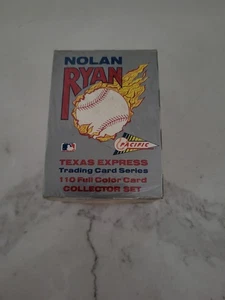 NOLAN
RYAN
PACIFIC
TEXAS EXPRESS
Trading Card Series
110 Full Color Card
COLLECTOR SET